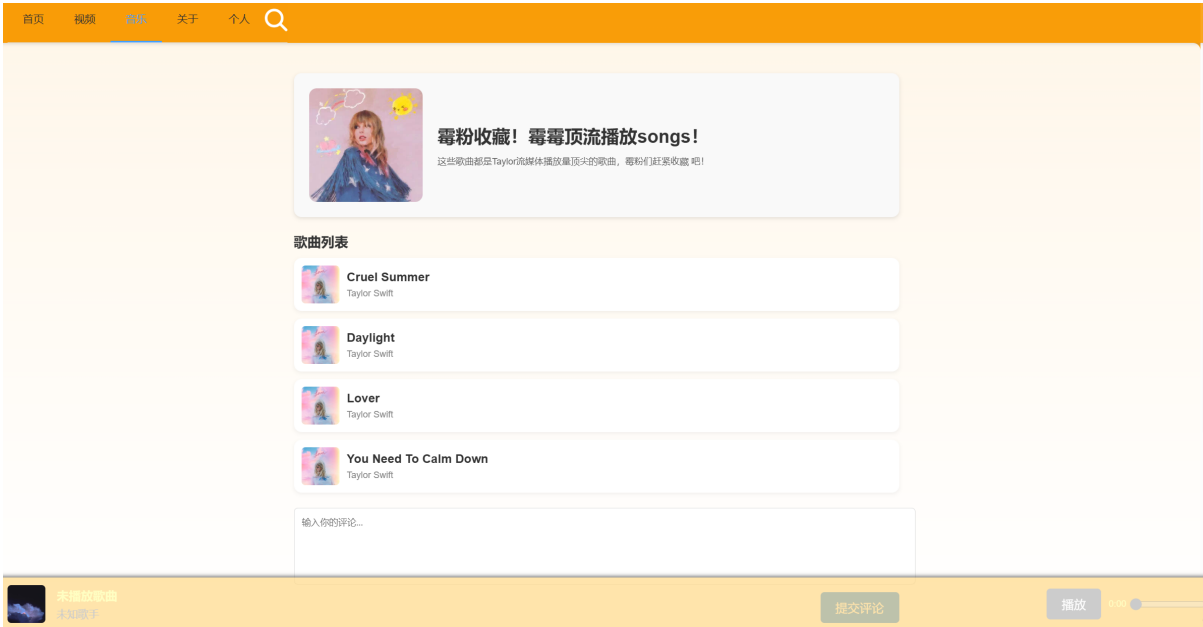 首页 视频 音乐 关于 个人
霉粉收藏！霉霉顶流播放songs！
这些歌曲都是Taylor流媒体播放量顶尖的歌曲，霉粉们赶紧收藏 吧！
歌曲列表
Cruel Summer
Taylor Swift
Daylight
Taylor Swift
Lover
Taylor Swift
You Need To Calm Down
Taylor Swift
输入你的评论...
未播放歌曲
未知歌手
提交评论
播放
0:00